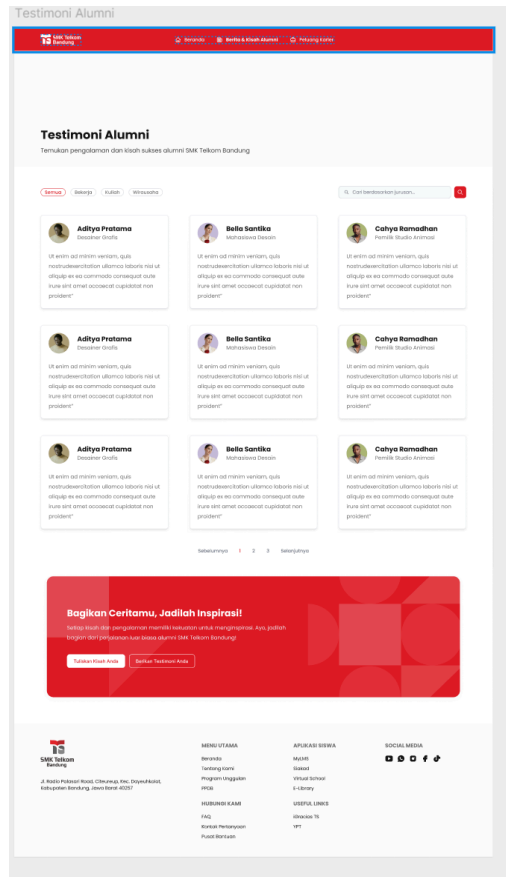 Testimoni Alumni
SMK Telkom
Bandung
Beranda
Berita & Kisah Alumni
Peluang Karier
Testimoni Alumni
Temukan pengalaman dan kisah sukses alumni SMK Telkom Bandung
Semua
Bekerja
Kuliah
Wirausaha
Cari berdasarkan jurusan..
Aditya Pratama
Desainer Grafis
Ut enim ad minim veniam, quis
nostrudexercitation ullamco laboris nisi ut
aliquip ex ea commodo consequat aute
irure sint amet occaecat cupidatat non
proident"
Bella Santika
Mahasiswa Desain
Ut enim ad minim veniam, quis
nostrudexercitation ullamco laboris nisi ut
aliquip ex ea commodo consequat aute
irure sint amet occaecat cupidatat non
proident"
Cahya Ramadhan
Pemilik Studio Animasi
Ut enim ad minim veniam, quis
nostrudexercitation ullamco laboris nisi ut
aliquip ex ea commodo consequat aute
irure sint amet occaecat cupidatat non
proident"
Aditya Pratama
Desainer Grafis
Ut enim ad minim veniam, quis
nostrudexercitation ullamco laboris nisi ut
aliquip ex ea commodo consequat aute
irure sint amet occaecat cupidatat non
proident"
Bella Santika
Mahasiswa Desain
Ut enim ad minim veniam, quis
nostrudexercitation ullamco laboris nisi ut
aliquip ex ea commodo consequat aute
irure sint amet occaecat cupidatat non
proident"
Cahya Ramadhan
Pemilik Studio Animasi
Ut enim ad minim veniam, quis
nostrudexercitation ullamco laboris nisi ut
aliquip ex ea commodo consequat aute
irure sint amet occaecat cupidatat non
proident"
Aditya Pratama
Desainer Grafis
Ut enim ad minim veniam, quis
nostrudexercitation ullamco laboris nisi ut
aliquip ex ea commodo consequat aute
irure sint amet occaecat cupidatat non
proident"
Bella Santika
Mahasiswa Desain
Ut enim ad minim veniam, quis
nostrudexercitation ullamco laboris nisi ut
aliquip ex ea commodo consequat aute
irure sint amet occaecat cupidatat non
proident"
Cahya Ramadhan
Pemilik Studio Animasi
Ut enim ad minim veniam, quis
nostrudexercitation ullamco laboris nisi ut
aliquip ex ea commodo consequat aute
irure sint amet occaecat cupidatat non
proident"
Sebelumnya 1 2 3 Selanjutnya
Bagikan Ceritamu, Jadilah Inspirasi!
Setiap kisah dan pengalaman memiliki kekuatan untuk menginspirasi. Ayo, jadilah
bagian dari perjalanan luar biasa alumni SMK Telkom Bandung!
Tuliskan Kisah Anda
Berikan Testimoni Anda
SMK Telkom
Bandung
Jl. Radio Palasari Road, Citeureup, Kec. Dayeuhkolot,
Kabupaten Bandung, Jawa Barat 40257
MENU UTAMA
Beranda
Tentang Kami
Program Unggulan
PPDB
HUBUNGI KAMI
FAQ
Kontak Pertanyaan
Pusat Bantuan
APLIKASI SISWA
MyLMS
Siakad
Virtual School
E-Library
USEFUL LINKS
iGracias TS
YPT
SOCIAL MEDIA